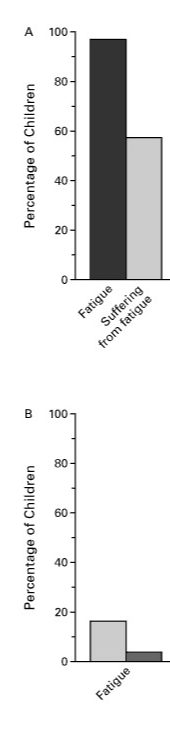 A
Percentage of Children
100
80
60
40
20
0
Fatigue
Suffering
from fatigue
B
Percentage of Children
100
80
60
40
20
0
Fatigue